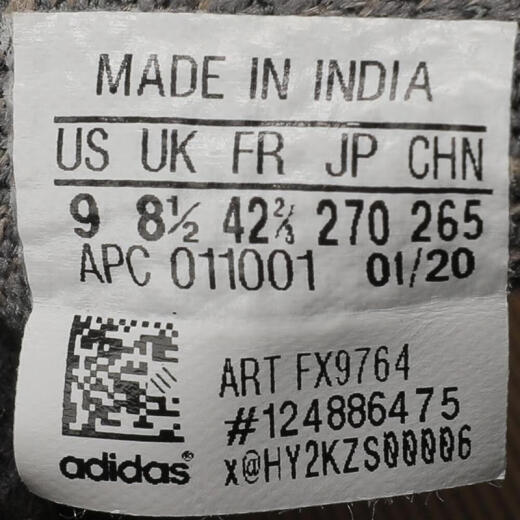 MADE IN INDIA
US UK FR JP CHN
9 8½ 42⅔ 270 265
APC 011001 01/20
ART FX9764
#124886475
adidas® x@HY2KZS00006